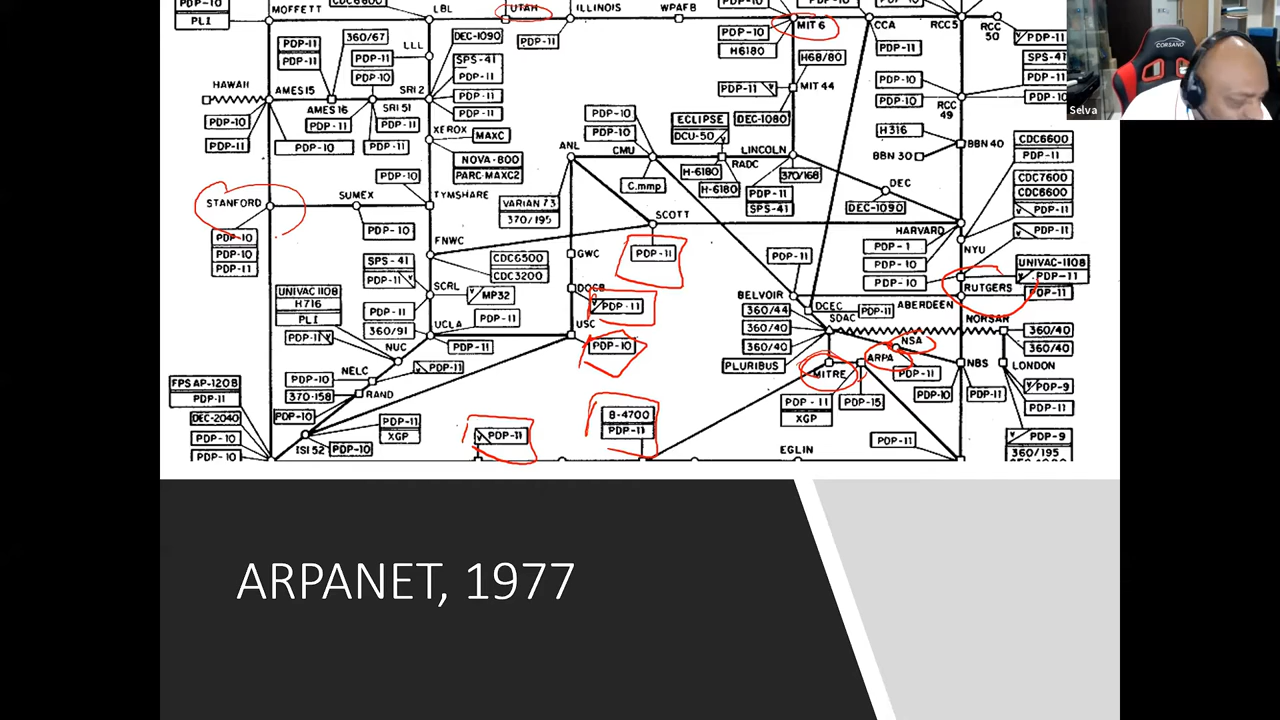 PDP-10
PLI
MOFFETT
CDC6600
LBL
UTAH
ILLINOIS
WPAFB
PDP-11
PDP-10
H6180
MIT 6
CCA
PDP-11
RCC5
RCC
50
PDP-11
SPS-41
PDP-11
PDP-10
CORSANO
Selva
HAWAII
PDP-10
PDP-11
AMES15
PDP-11
PDP-11
360/67
AMES16
PDP-10
LLL
PDP-11
PDP-10
SRI 51
PDP-11
PDP-11
PDP-11
SRI 2
DEC-1090
SPS-41
PDP-11
PDP-11
PDP-11
XEROX
MAXC
NOVA-800
PARC-MAXC2
PDP-10
TYMSHARE
STANFORD
PDP-10
PDP-10
PDP-11
SUMEX
PDP-10
FNWC
CDC6500
CDC3200
SPS-41
PDP-11
SCRL
MP32
PDP-11
360/91
UCLA
PDP-11
PDP-11
UNIVAC 1108
H716
PLI
PDP-11
NUC
PDP-11
NELC
PDP-10
370-158
RAND
PDP-10
FPS AP-120B
PDP-11
DEC-2040
PDP-10
PDP-10
ISI 52
PDP-10
PDP-11
XGP
ANL
VARIAN 73
370/195
GWC
DOCB
PDP-11
USC
PDP-10
PDP-11
B-4700
PDP-11
PDP-10
PDP-10
CMU
C.mmp
SCOTT
PDP-11
ECLIPSE
DCU-50
RADC
H-6180
H-6180
H68/80
PDP-11
MIT 44
DEC-1080
LINCOLN
370/168
PDP-11
SPS-41
DEC
DEC-1090
PDP-10
PDP-10
RCC
49
H316
BBN 30
BBN 40
CDC6600
PDP-11
CDC7600
CDC6600
PDP-11
PDP-11
HARVARD
PDP-1
PDP-10
PDP-10
NYU
UNIVAC-1108
PDP-11
PDP-11
RUTGERS
ABERDEEN
PDP-11
BELVOIR
360/44
360/40
360/40
PLURIBUS
DCEC
PDP-11
SDAC
NORSAR
360/40
360/40
NSA
ARPA
PDP-11
MITRE
PDP-11
XGP
PDP-15
NBS
PDP-10
PDP-11
LONDON
PDP-9
PDP-11
PDP-9
360/195
PDP-11
EGLIN
ARPANET, 1977